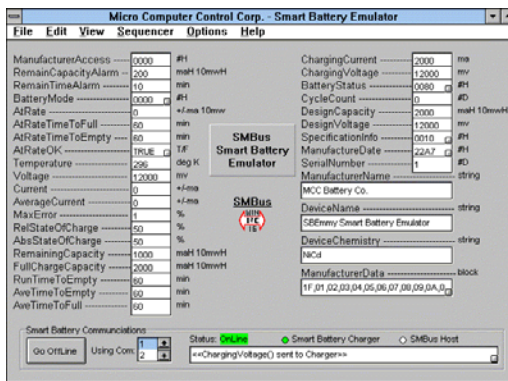 Micro Computer Control Corp. - Smart Battery Emulator
File Edit View Sequencer Options Help
ManufacturerAccess 0000 #H
RemainCapacityAlarm 200 maH 10mwH
RemainTimeAlarm 10 min
BatteryMode 0000 #H
AtRate 0 +/-ma 10mw
AtRateTimeToFull 60 min
AtRateTimeToEmpty 60 min
AtRateOK TRUE T/F
Temperature 296 deg K
Voltage 12000 mv
Current 0 +/-ma
AverageCurrent 0 +/-ma
MaxError 1 %
RelStateOfCharge 50 %
AbsStateOfCharge 50 %
RemainingCapacity 1000 maH 10mwH
FullChargeCapacity 2000 maH 10mwH
RunTimeToEmpty 60 min
AveTimeToEmpty 60 min
AveTimeToFull 60 min
SMBus
Smart Battery
Emulator
SMBus
I²C
ChargingCurrent 2000 ma
ChargingVoltage 12000 mv
BatteryStatus 0080 #H
CycleCount 0 #D
DesignCapacity 2000 maH 10mwH
DesignVoltage 12000 mv
SpecificationInfo 0010 #H
ManufactureDate 22A7 #H
SerialNumber 1 #D
ManufacturerName string
MCC Battery Co.
DeviceName string
SBEmmy Smart Battery Emulator
DeviceChemistry string
NiCd
ManufacturerData block
1F,01,02,03,04,05,06,07,08,09,0A,0
Smart Battery Communciations
Go OffLine Using Com: 1 2
Status: OnLine Smart Battery Charger SMBus Host
<<ChargingVoltage() sent to Charger>>